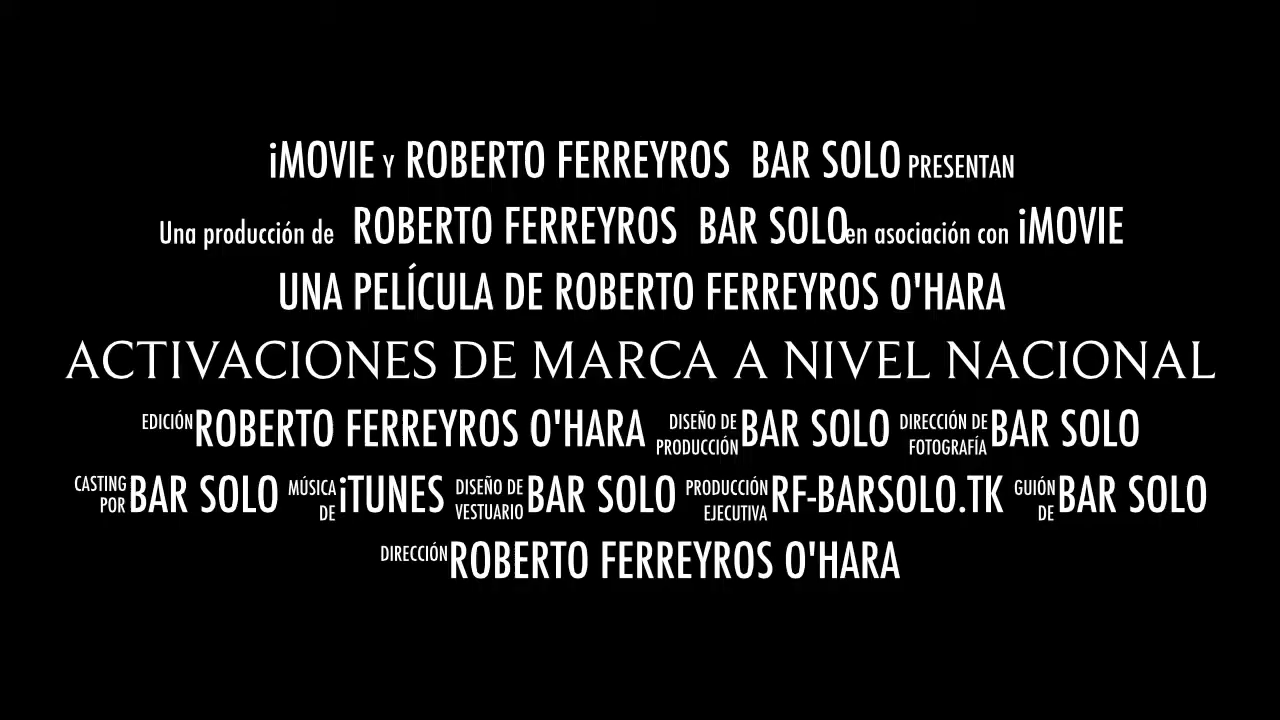 iMOVIE Y ROBERTO FERREYROS BAR SOLO PRESENTAN
Una producción de ROBERTO FERREYROS BAR SOLO en asociación con iMOVIE
UNA PELÍCULA DE ROBERTO FERREYROS O'HARA
ACTIVACIONES DE MARCA A NIVEL NACIONAL
EDICIÓN ROBERTO FERREYROS O'HARA DISEÑO DE PRODUCCIÓN BAR SOLO DIRECCIÓN DE FOTOGRAFÍA BAR SOLO
CASTING POR BAR SOLO MÚSICA DE iTUNES DISEÑO DE VESTUARIO BAR SOLO PRODUCCIÓN EJECUTIVA RF-BARSOLO.TK GUIÓN DE BAR SOLO
DIRECCIÓN ROBERTO FERREYROS O'HARA